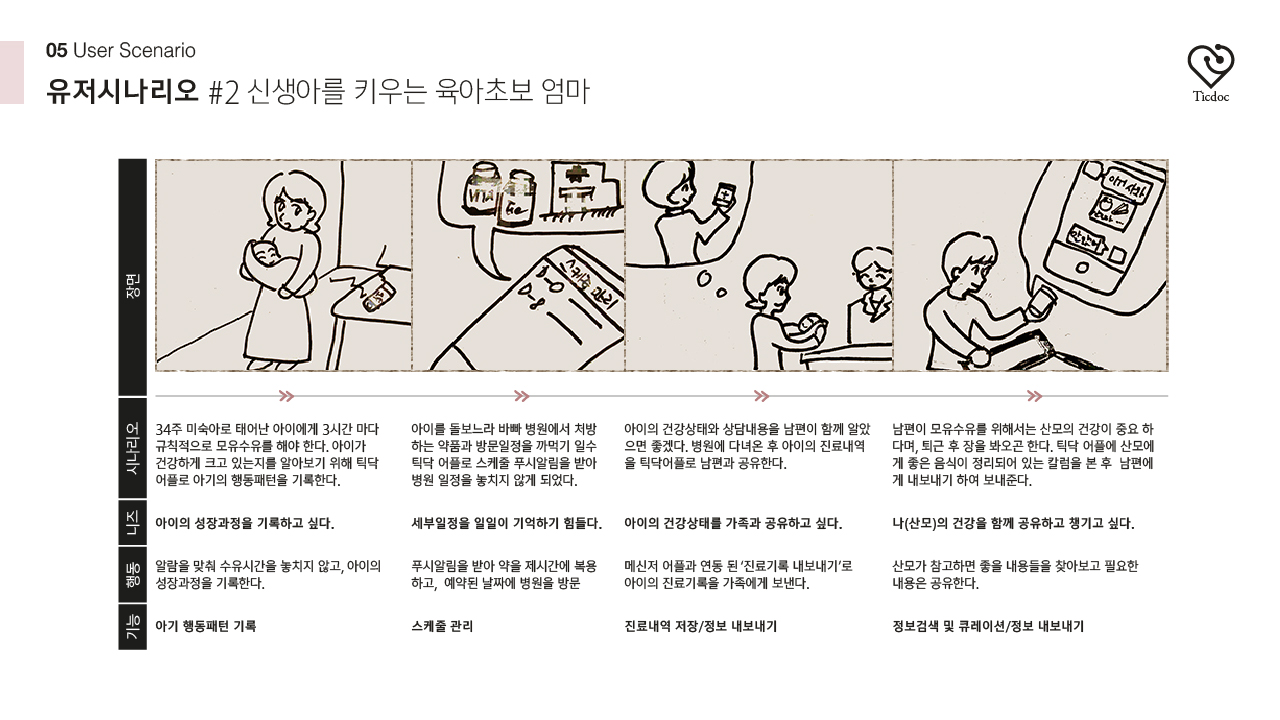 05 User Scenario
유저시나리오 #2 신생아를 키우는 육아초보 엄마
Ticdoc
장면
VITA
Fe
스케줄 관리
시나리오
34주 미숙아로 태어난 아이에게 3시간 마다
규칙적으로 모유수유를 해야 한다. 아이가
건강하게 크고 있는지를 알아보기 위해 틱닥
어플로 아기의 행동패턴을 기록한다.
아이를 돌보느라 바빠 병원에서 처방
하는 약품과 방문일정을 까먹기 일수
틱닥 어플로 스케줄 푸시알림을 받아
병원 일정을 놓치지 않게 되었다.
아이의 건강상태와 상담내용을 남편이 함께 알았
으면 좋겠다. 병원에 다녀온 후 아이의 진료내역
을 틱닥어플로 남편과 공유한다.
남편이 모유수유를 위해서는 산모의 건강이 중요 하
다며, 퇴근 후 장을 봐오곤 한다. 틱닥 어플에 산모에
게 좋은 음식이 정리되어 있는 칼럼을 본 후  남편에
게 내보내기 하여 보내준다.
니즈
아이의 성장과정을 기록하고 싶다.
세부일정을 일일이 기억하기 힘들다.
아이의 건강상태를 가족과 공유하고 싶다.
나(산모)의 건강을 함께 공유하고 챙기고 싶다.
행동
알람을 맞춰 수유시간을 놓치지 않고, 아이의
성장과정을 기록한다.
푸시알림을 받아 약을 제시간에 복용
하고,  예약된 날짜에 병원을 방문
메신저 어플과 연동 된 '진료기록 내보내기'로
아이의 진료기록을 가족에게 보낸다.
산모가 참고하면 좋을 내용들을 찾아보고 필요한
내용은 공유한다.
기능
아기 행동패턴 기록
스케줄 관리
진료내역 저장/정보 내보내기
정보검색 및 큐레이션/정보 내보내기